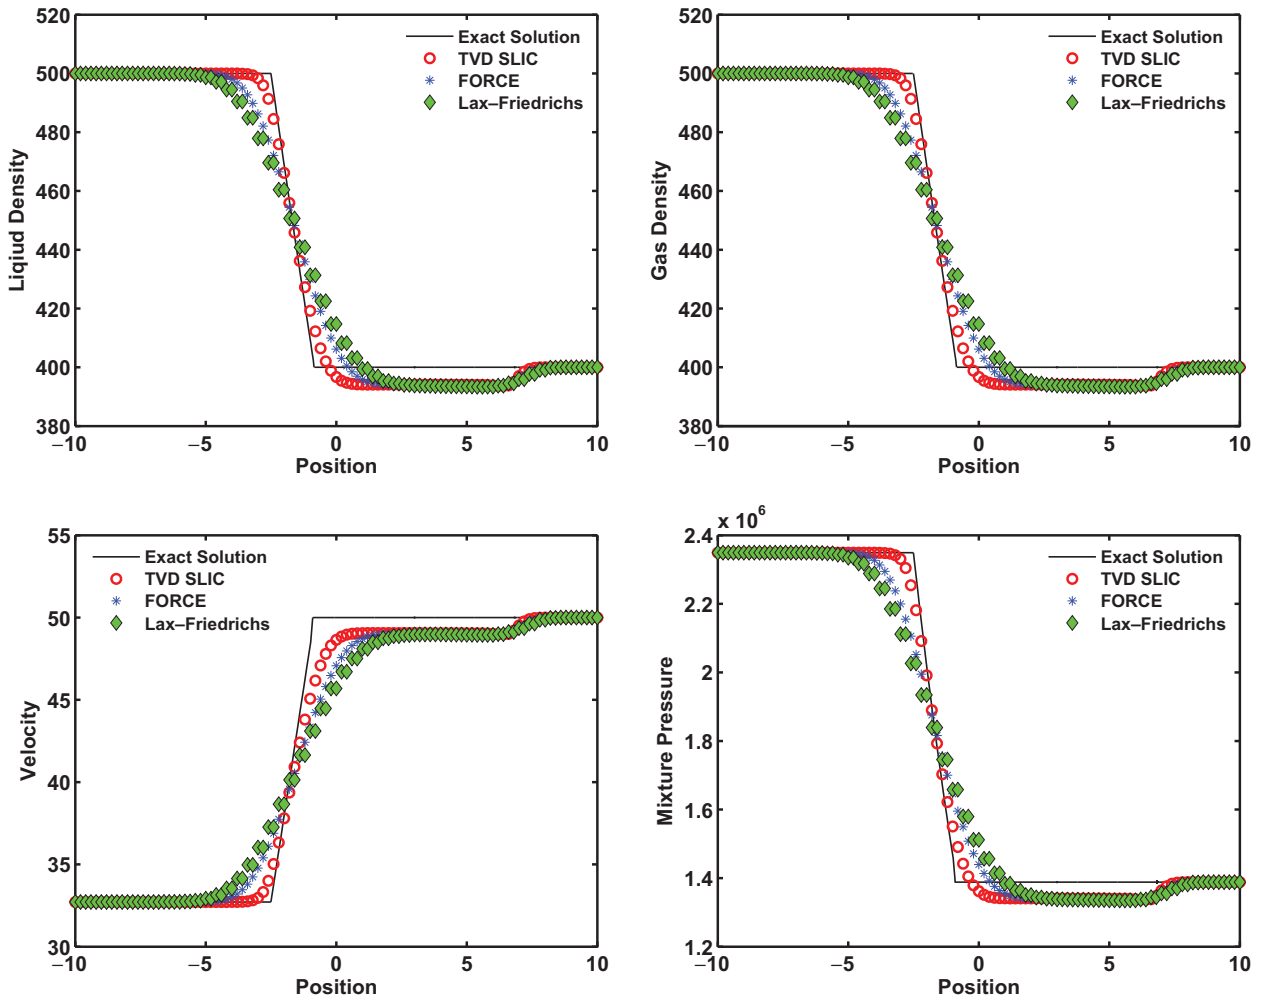 520
500
480
460
440
420
400
380
−10
−5
0
5
10
Liqiud Density
Position
Exact Solution
TVD SLIC
FORCE
Lax−Friedrichs
520
500
480
460
440
420
400
380
−10
−5
0
5
10
Gas Density
Position
Exact Solution
TVD SLIC
FORCE
Lax−Friedrichs
55
50
45
40
35
30
−10
−5
0
5
10
Velocity
Position
Exact Solution
TVD SLIC
FORCE
Lax−Friedrichs
x 10^6
2.4
2.2
2
1.8
1.6
1.4
1.2
−10
−5
0
5
10
Mixture Pressure
Position
Exact Solution
TVD SLIC
FORCE
Lax−Friedrichs